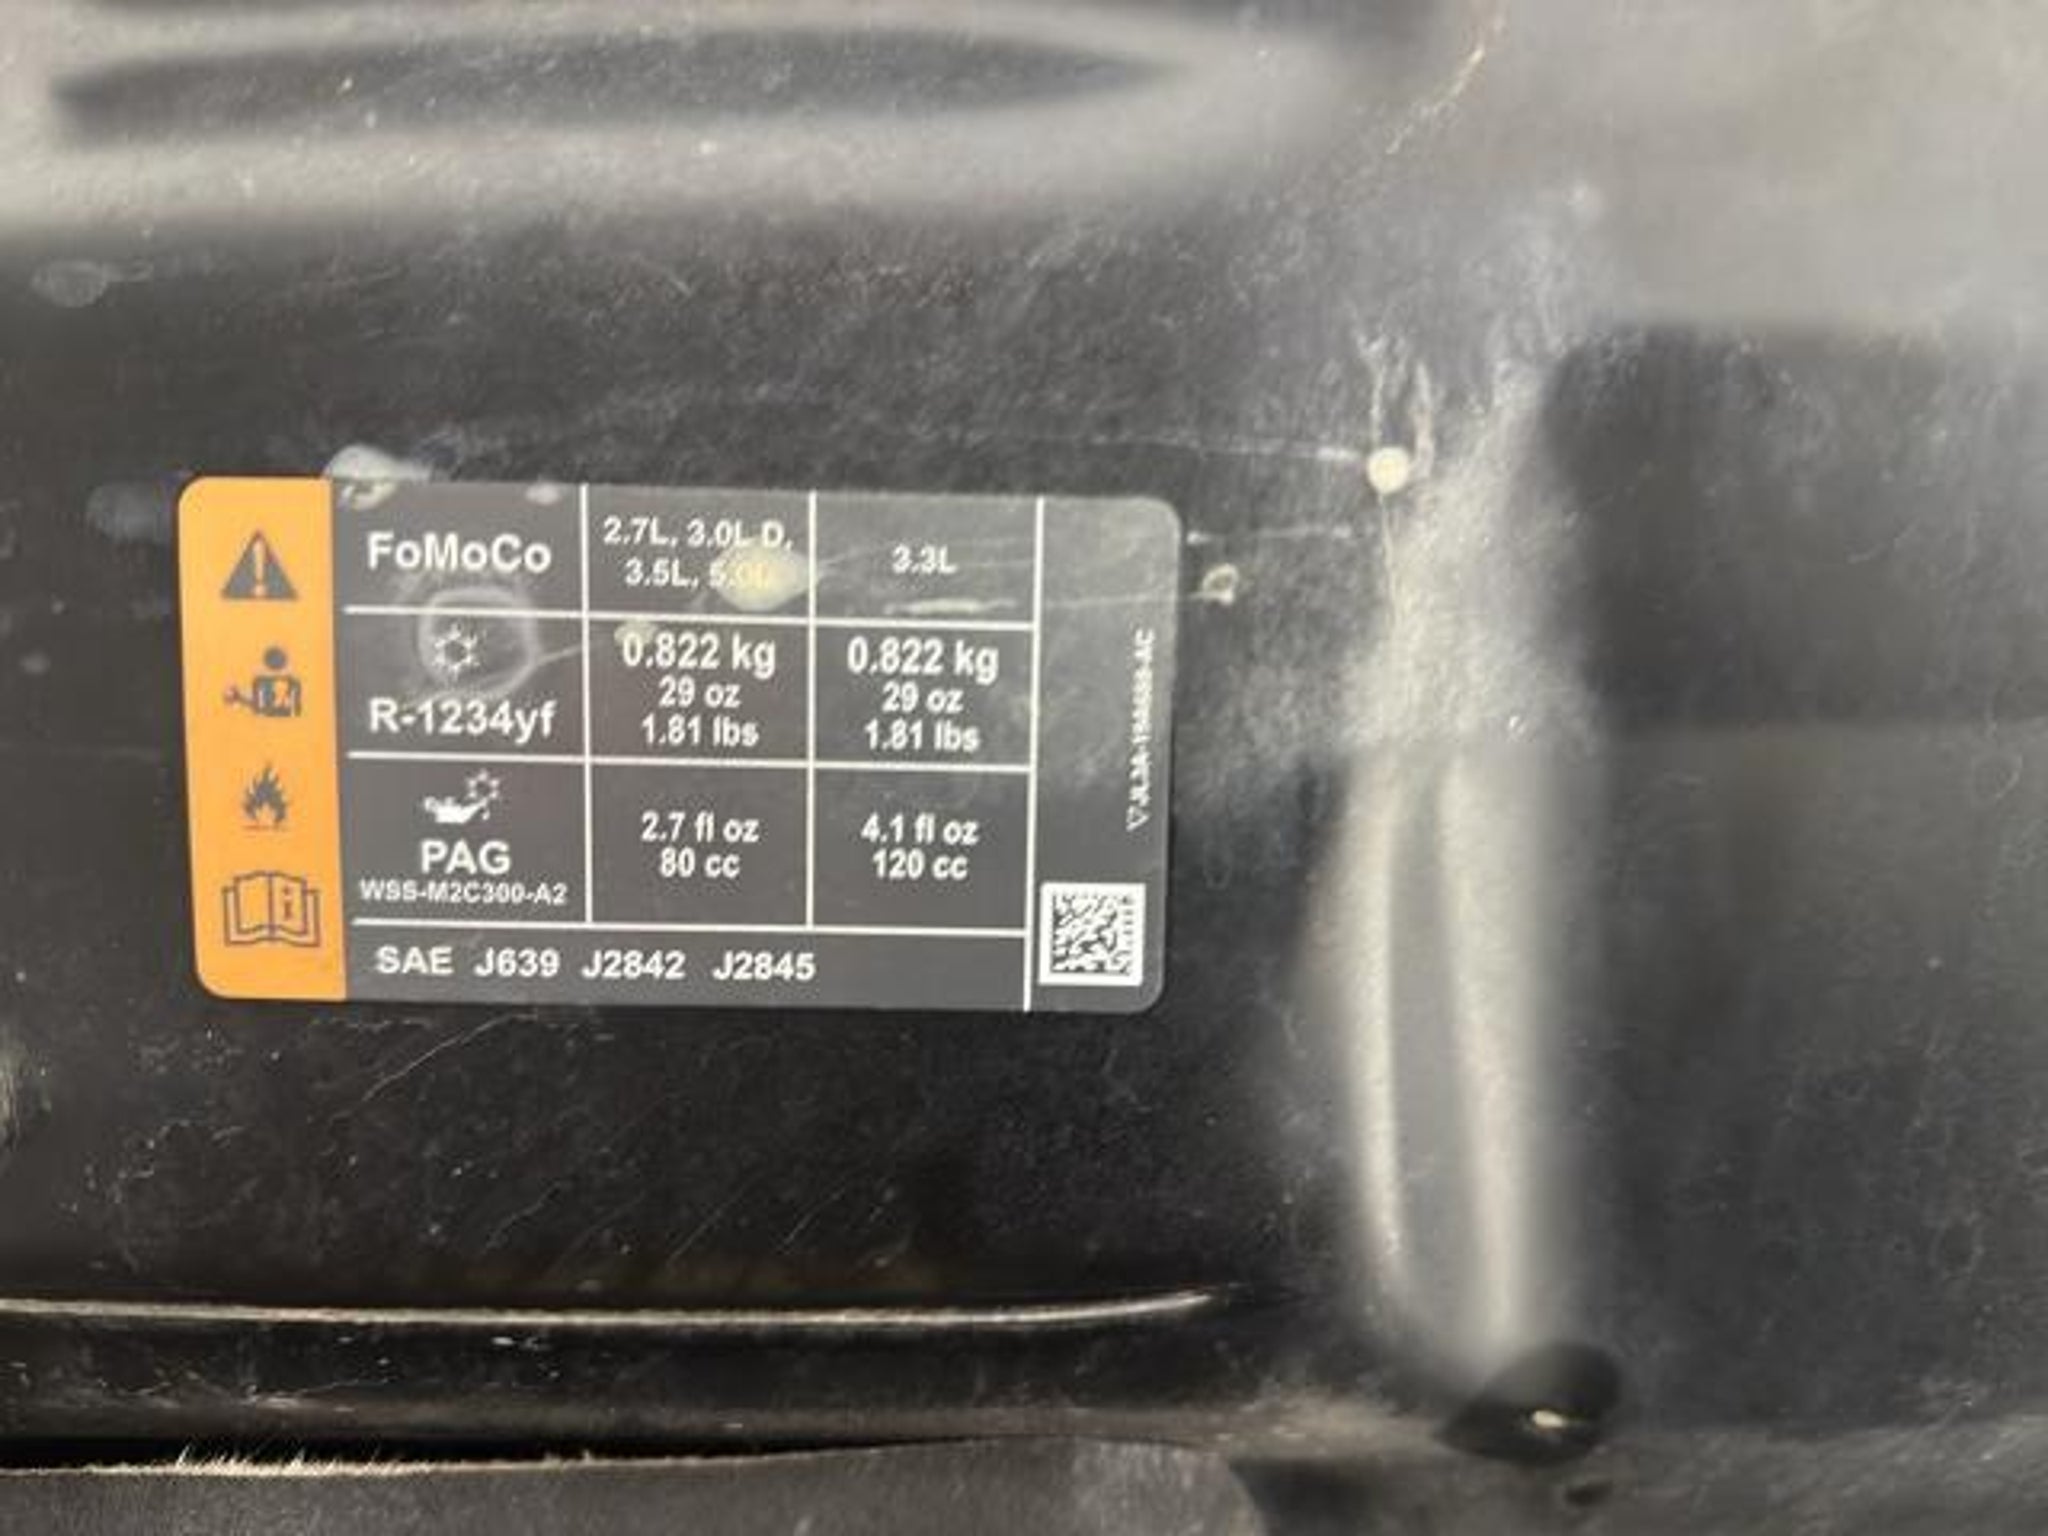 FoMoCo
2.7L, 3.0L D,
3.5L, 5.0L
3.3L
R-1234yf
0.822 kg
29 oz
1.81 lbs
0.822 kg
29 oz
1.81 lbs
PAG
WSS-M2C300-A2
2.7 fl oz
80 cc
4.1 fl oz
120 cc
SAE J639 J2842 J2845